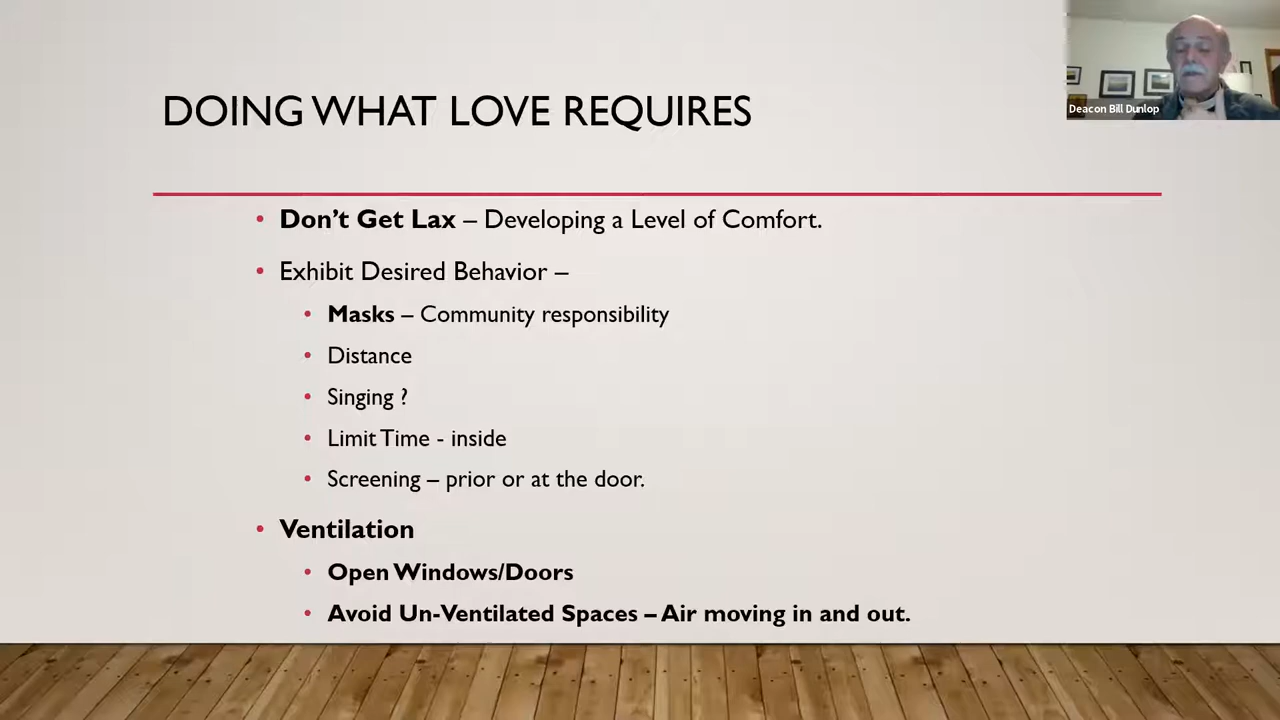 DOING WHAT LOVE REQUIRES
Deacon Bill Dunlop
• Don’t Get Lax – Developing a Level of Comfort.
• Exhibit Desired Behavior –
• Masks – Community responsibility
• Distance
• Singing ?
• Limit Time - inside
• Screening – prior or at the door.
• Ventilation
• Open Windows/Doors
• Avoid Un-Ventilated Spaces – Air moving in and out.